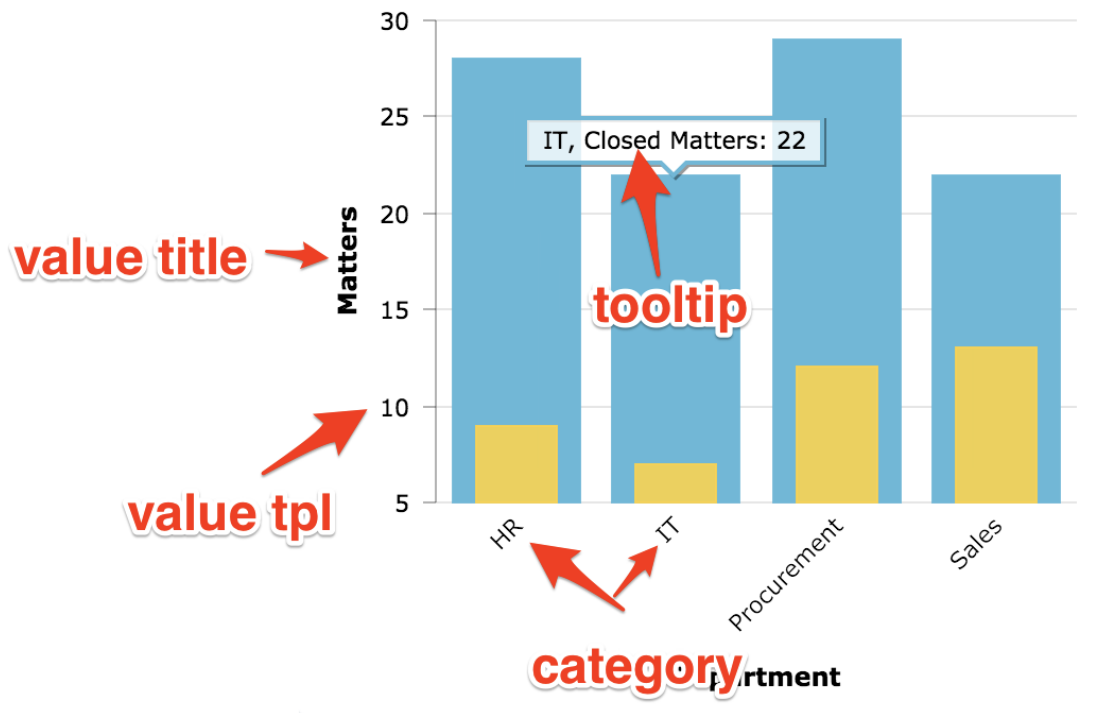 30
25
IT, Closed Matters: 22
20
value title
Matters
tooltip
15
10
value tpl
5
HR
IT
Procurement
Sales
category